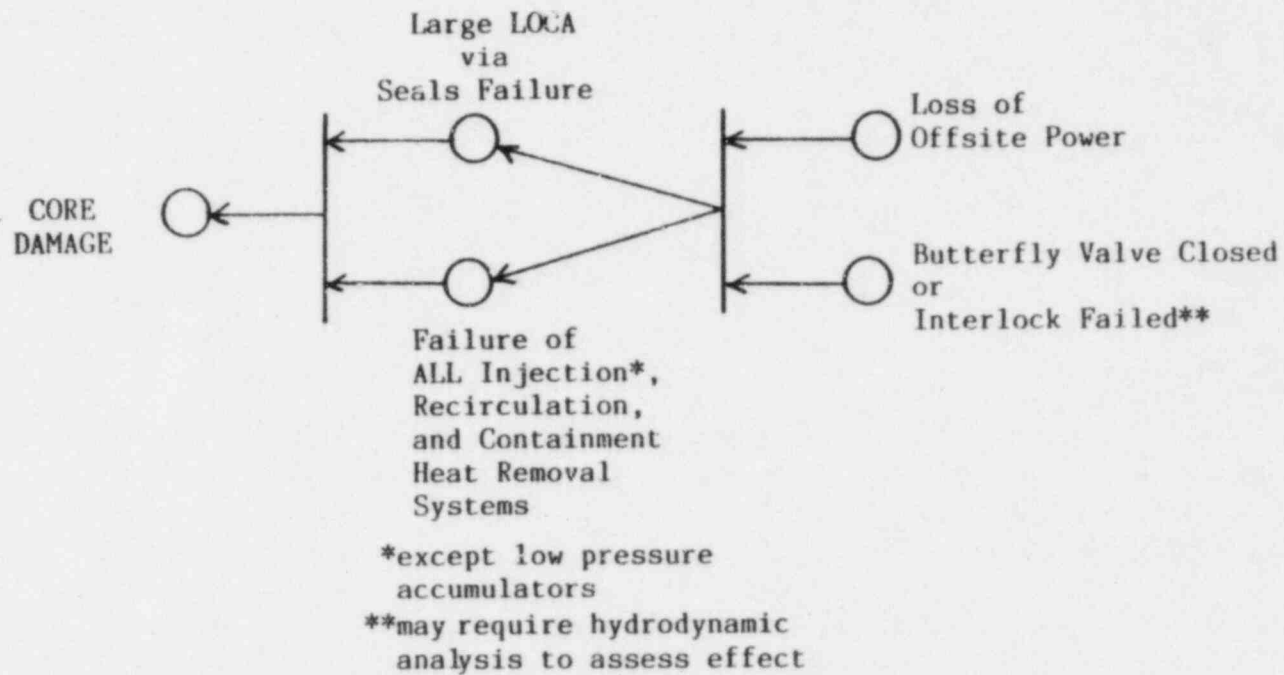 Large LOCA
via
Seals Failure
Loss of
Offsite Power
CORE
DAMAGE
Butterfly Valve Closed
or
Interlock Failed**
Failure of
ALL Injection*,
Recirculation,
and Containment
Heat Removal
Systems
*except low pressure
accumulators
**may require hydrodynamic
analysis to assess effect